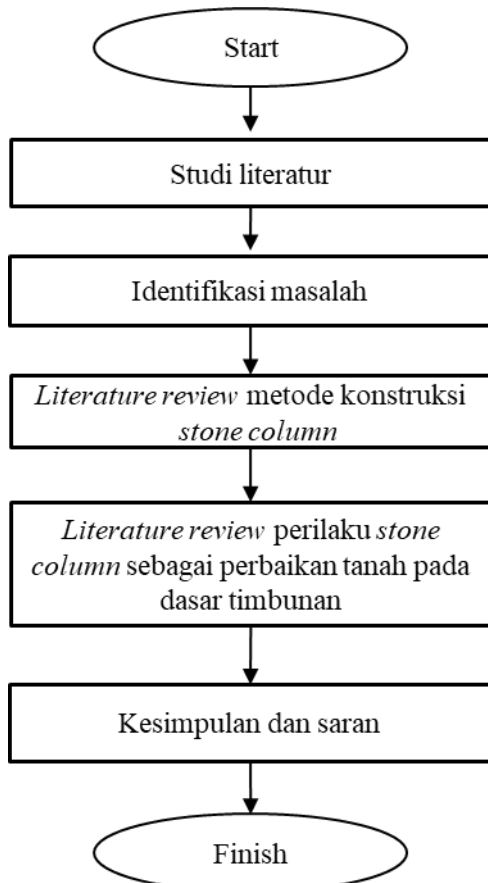 Start
Studi literatur
Identifikasi masalah
Literature review metode konstruksi
stone column
Literature review perilaku stone
column sebagai perbaikan tanah pada
dasar timbunan
Kesimpulan dan saran
Finish